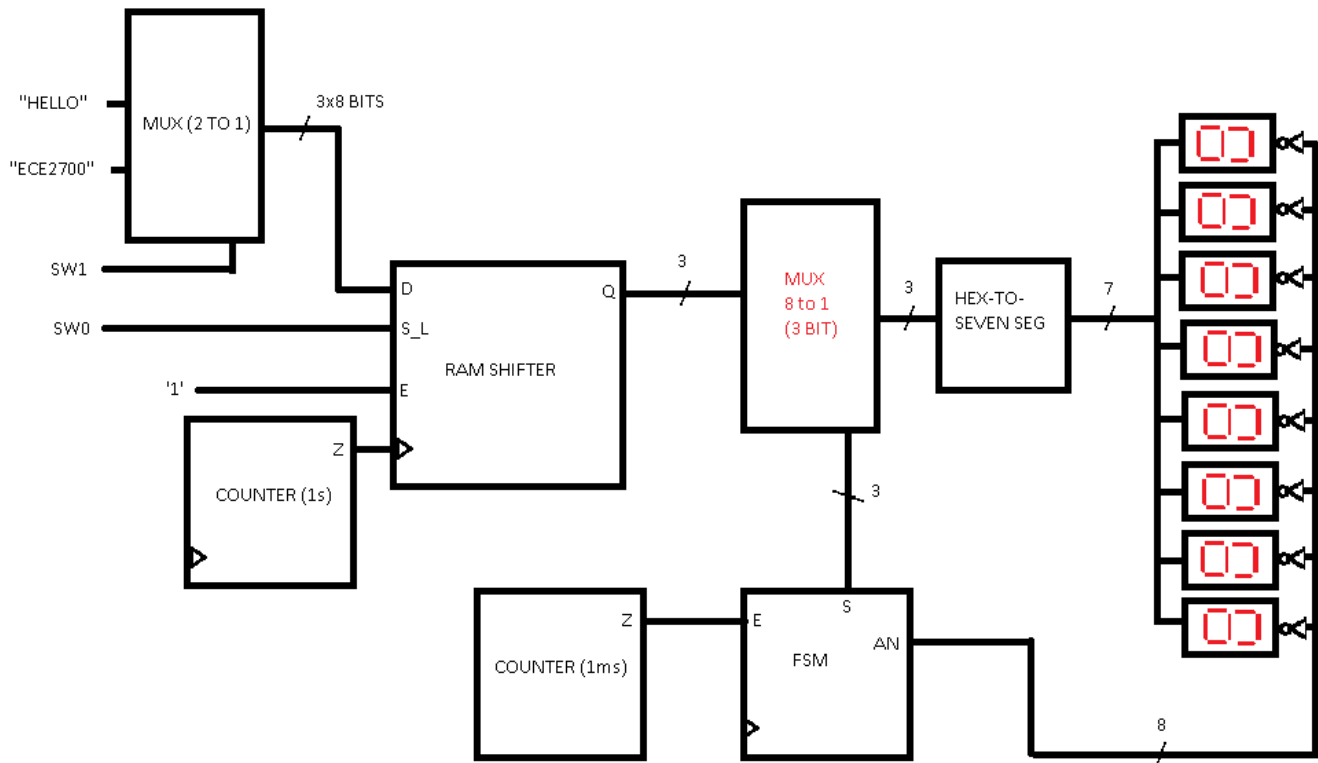 "HELLO"
"ECE2700"
MUX (2 TO 1)
3x8 BITS
SW1
SW0
'1'
D
S_L
E
Q
RAM SHIFTER
Z
COUNTER (1s)
3
MUX
8 to 1
(3 BIT)
3
HEX-TO-
SEVEN SEG
7
3
Z
COUNTER (1ms)
E
S
AN
FSM
8